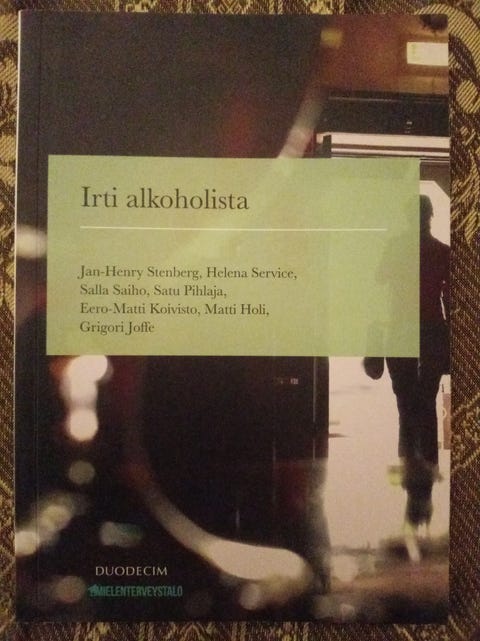 Irti alkoholista
Jan-Henry Stenberg, Helena Service,
Salla Saiho, Satu Pihlaja,
Eero-Matti Koivisto, Matti Holi,
Grigori Joffe
DUODECIM
MIELENTERVEYSTALO